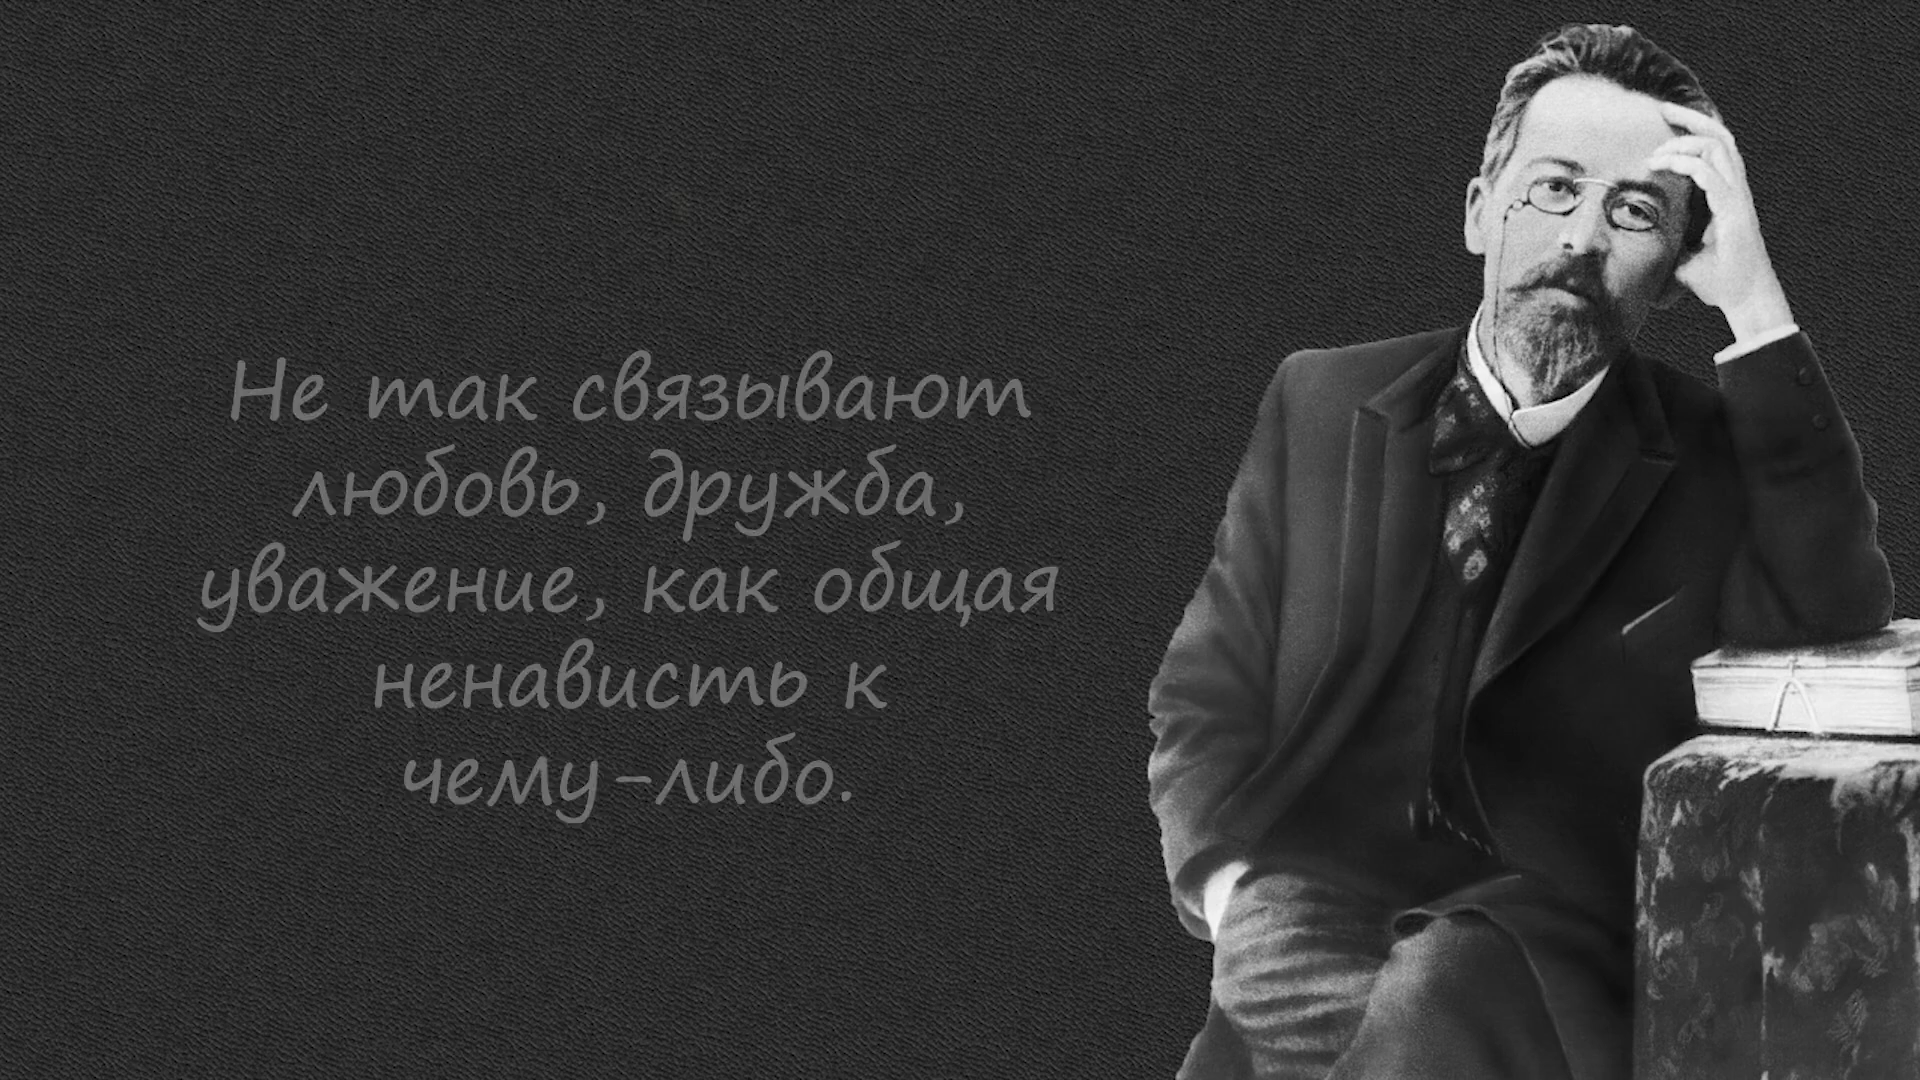 Не так связывают
любовь, дружба,
уважение, как общая
ненависть к
чему-либо.